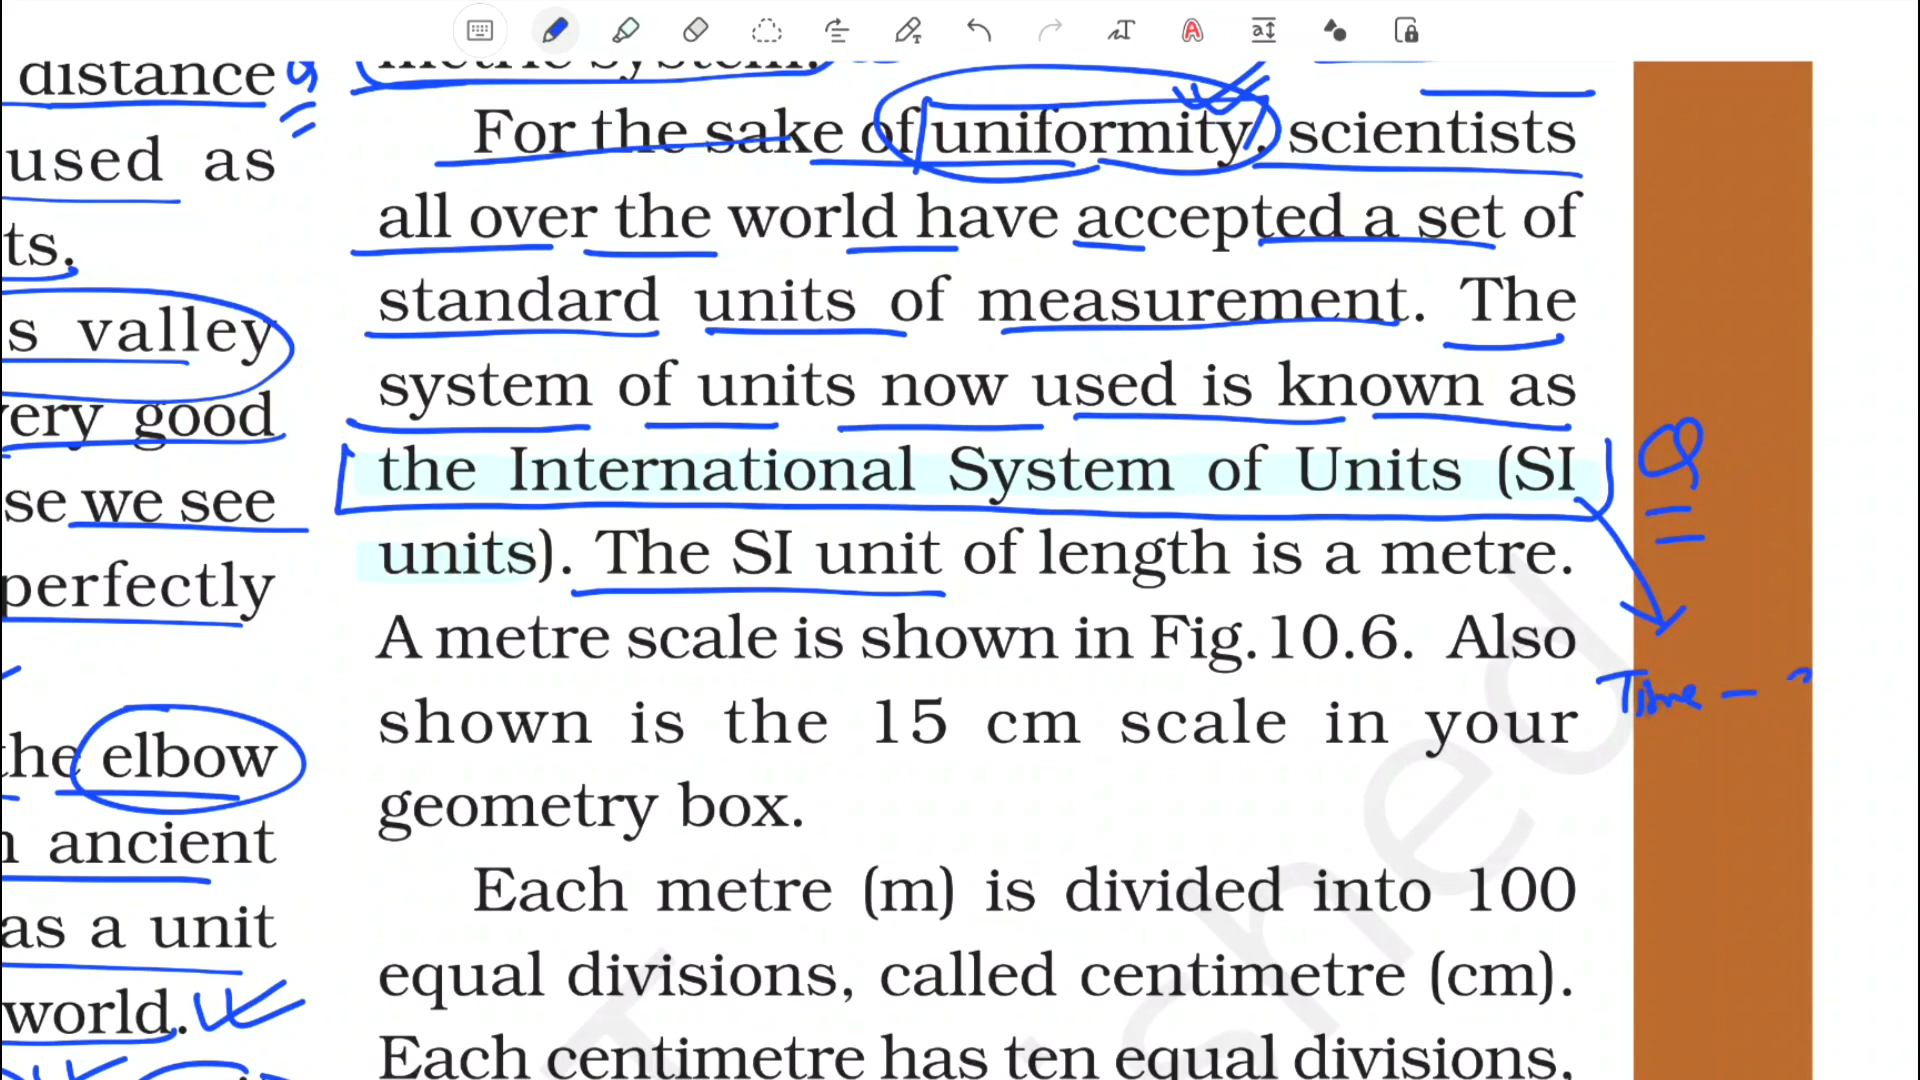 distance
used as
ts.
s valley
ery good
se we see
perfectly
the elbow
ancient
as a unit
world.
metric system.
For the sake of uniformity, scientists
all over the world have accepted a set of
standard units of measurement. The
system of units now used is known as
the International System of Units (SI
units). The SI unit of length is a metre.
A metre scale is shown in Fig.10.6. Also
shown is the 15 cm scale in your
geometry box.
Each metre (m) is divided into 100
equal divisions, called centimetre (cm).
Each centimetre has ten equal divisions,
Q
Time -
shed